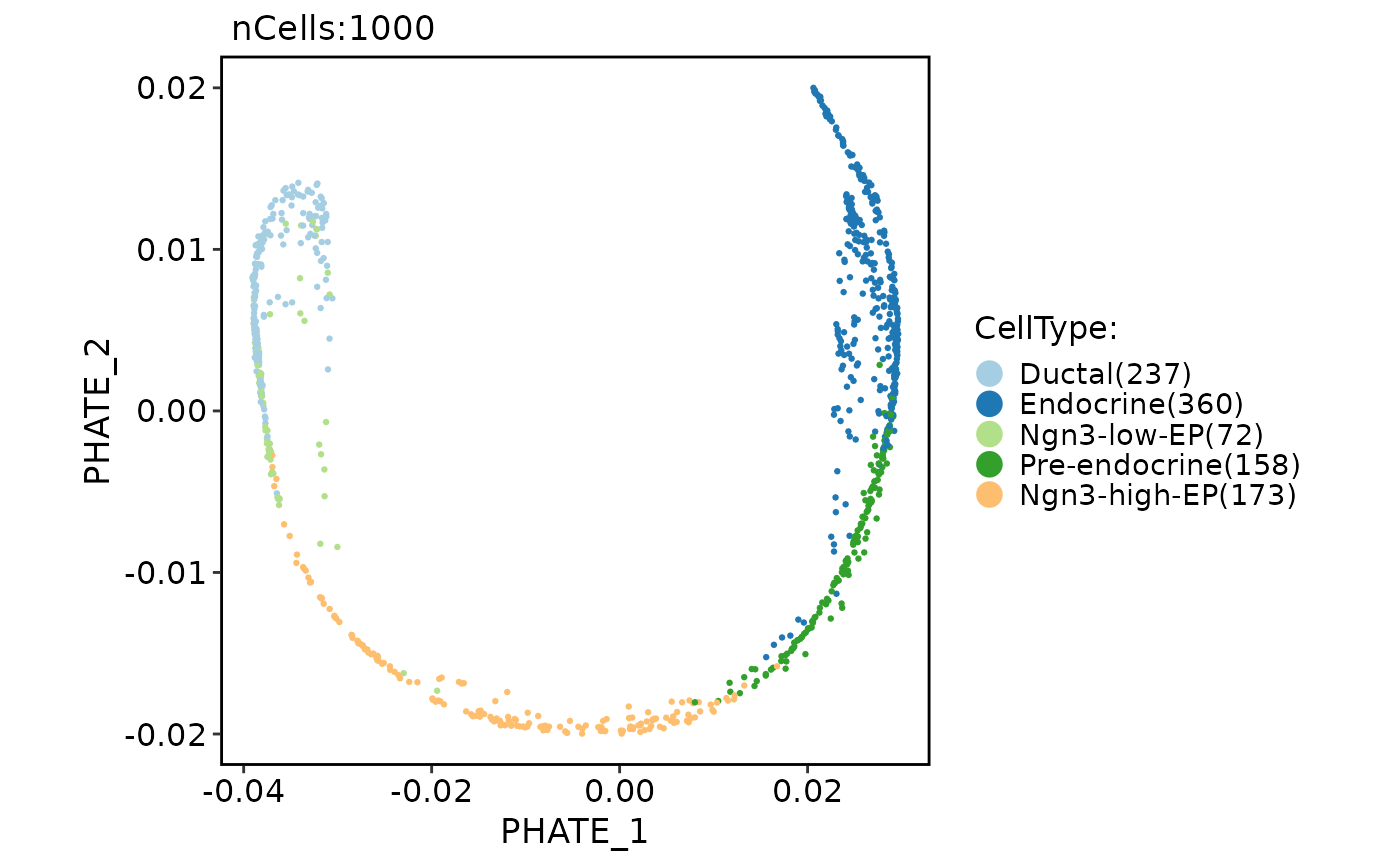 nCells:1000
0.02
0.01
0.00
-0.01
-0.02
PHATE_2
-0.04
-0.02
0.00
0.02
PHATE_1
CellType:
Ductal(237)
Endocrine(360)
Ngn3-low-EP(72)
Pre-endocrine(158)
Ngn3-high-EP(173)